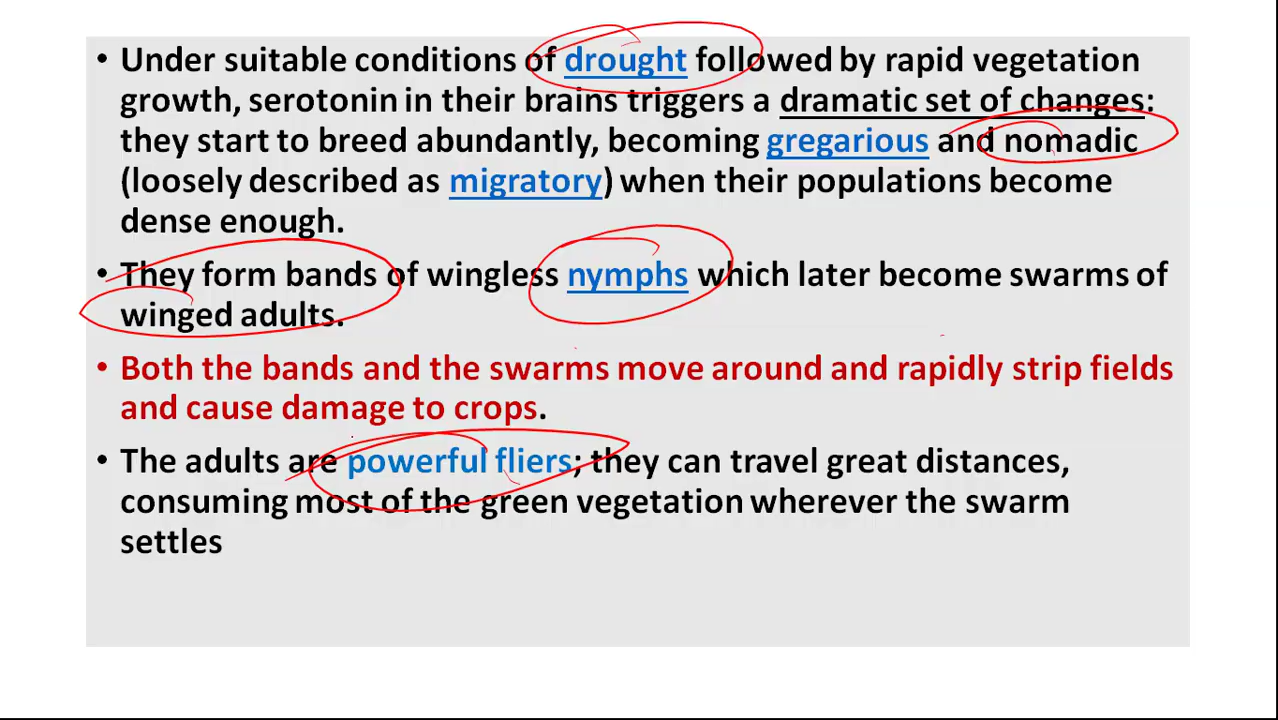 • Under suitable conditions of drought followed by rapid vegetation
growth, serotonin in their brains triggers a dramatic set of changes:
they start to breed abundantly, becoming gregarious and nomadic
(loosely described as migratory) when their populations become
dense enough.
• They form bands of wingless nymphs which later become swarms of
winged adults.
• Both the bands and the swarms move around and rapidly strip fields
and cause damage to crops.
• The adults are powerful fliers; they can travel great distances,
consuming most of the green vegetation wherever the swarm
settles